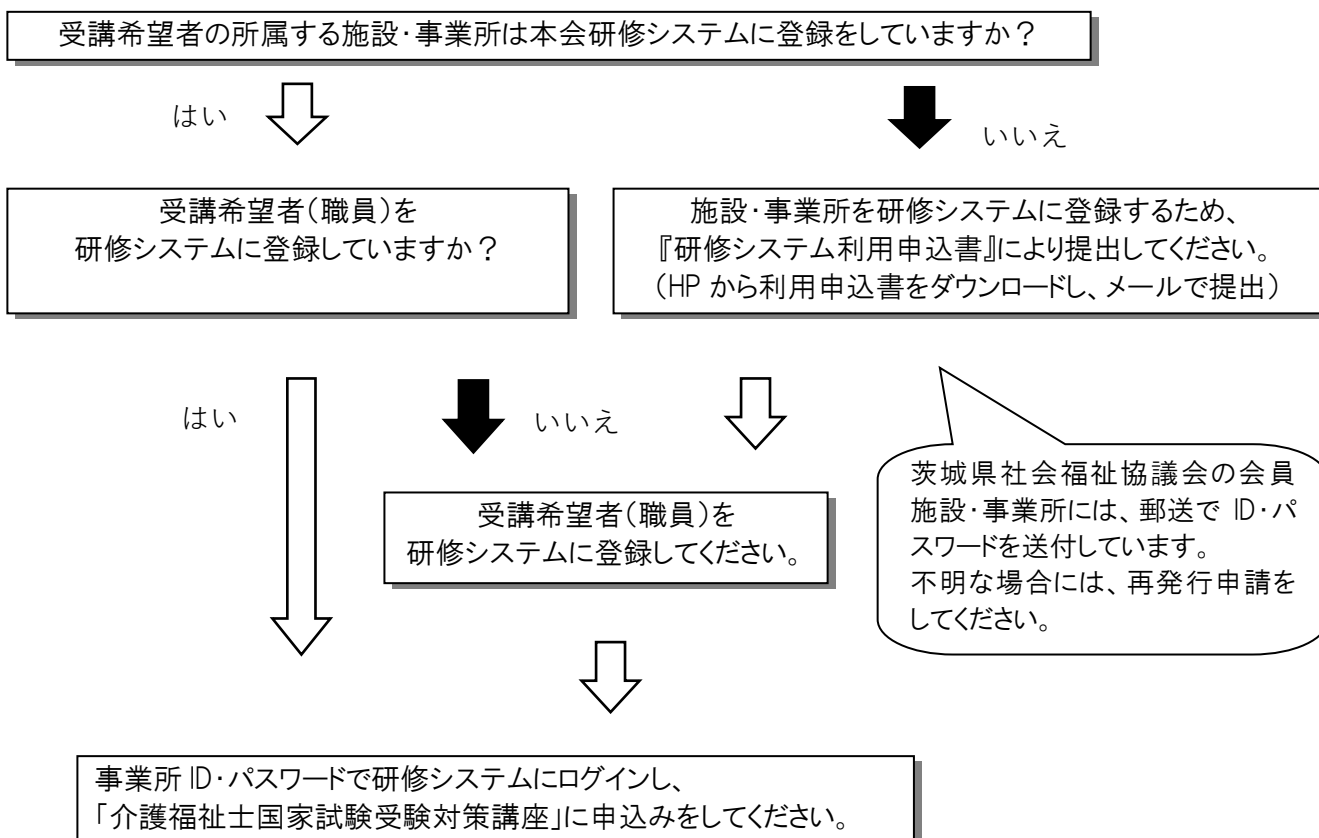 受講希望者の所属する施設・事業所は本会研修システムに登録をしていますか？
はい
いいえ
受講希望者（職員）を
研修システムに登録していますか？
施設・事業所を研修システムに登録するため、
『研修システム利用申込書』により提出してください。
（HP から利用申込書をダウンロードし、メールで提出）
はい
いいえ
受講希望者（職員）を
研修システムに登録してください。
茨城県社会福祉協議会の会員
施設・事業所には、郵送で ID・パ
スワードを送付しています。
不明な場合には、再発行申請を
してください。
事業所 ID・パスワードで研修システムにログインし、
「介護福祉士国家試験受験対策講座」に申込みをしてください。